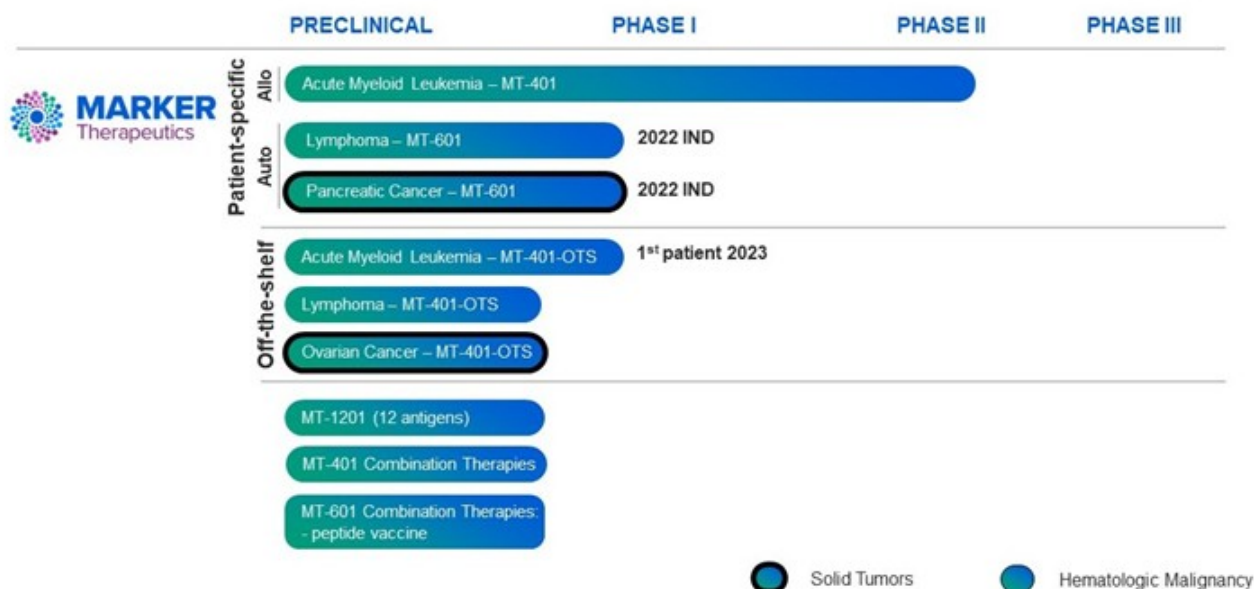 PRECLINICAL PHASE I PHASE II PHASE III
MARKER
Therapeutics
Patient-specific
Allo
Acute Myeloid Leukemia – MT-401
Auto
Lymphoma – MT-601
2022 IND
Pancreatic Cancer – MT-601
2022 IND
Off-the-shelf
Acute Myeloid Leukemia – MT-401-OTS
1st patient 2023
Lymphoma – MT-401-OTS
Ovarian Cancer – MT-401-OTS
MT-1201 (12 antigens)
MT-401 Combination Therapies
MT-601 Combination Therapies:
- peptide vaccine
Solid Tumors
Hematologic Malignancy